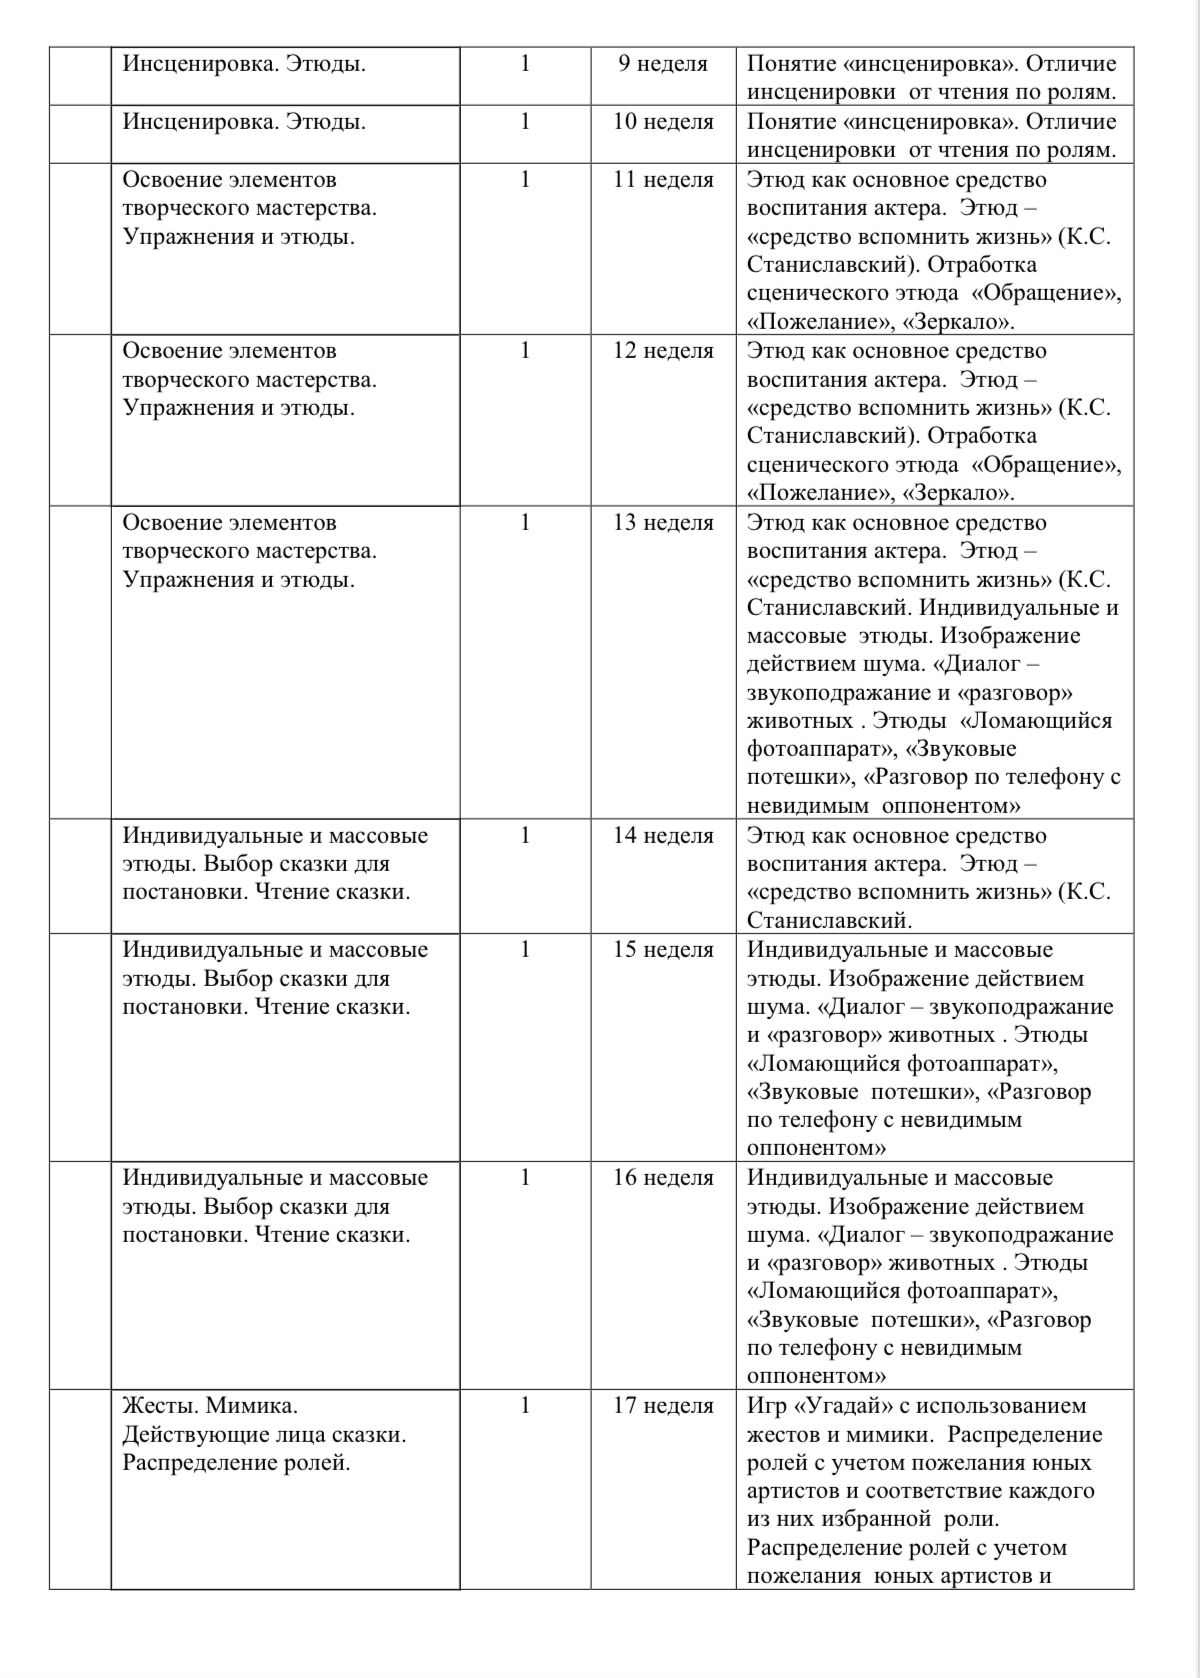 Инсценировка. Этюды.
1
9 неделя
Понятие «инсценировка». Отличие
инсценировки от чтения по ролям.
Инсценировка. Этюды.
1
10 неделя
Понятие «инсценировка». Отличие
инсценировки от чтения по ролям.
Освоение элементов
творческого мастерства.
Упражнения и этюды.
1
11 неделя
Этюд как основное средство
воспитания актера. Этюд –
«средство вспомнить жизнь» (К.С.
Станиславский). Отработка
сценического этюда «Обращение»,
«Пожелание», «Зеркало».
Освоение элементов
творческого мастерства.
Упражнения и этюды.
1
12 неделя
Этюд как основное средство
воспитания актера. Этюд –
«средство вспомнить жизнь» (К.С.
Станиславский). Отработка
сценического этюда «Обращение»,
«Пожелание», «Зеркало».
Освоение элементов
творческого мастерства.
Упражнения и этюды.
1
13 неделя
Этюд как основное средство
воспитания актера. Этюд –
«средство вспомнить жизнь» (К.С.
Станиславский. Индивидуальные и
массовые этюды. Изображение
действием шума. «Диалог –
звукоподражание и «разговор»
животных . Этюды «Ломающийся
фотоаппарат», «Звуковые
потешки», «Разговор по телефону с
невидимым оппонентом»
Индивидуальные и массовые
этюды. Выбор сказки для
постановки. Чтение сказки.
1
14 неделя
Этюд как основное средство
воспитания актера. Этюд –
«средство вспомнить жизнь» (К.С.
Станиславский.
Индивидуальные и массовые
этюды. Выбор сказки для
постановки. Чтение сказки.
1
15 неделя
Индивидуальные и массовые
этюды. Изображение действием
шума. «Диалог – звукоподражание
и «разговор» животных . Этюды
«Ломающийся фотоаппарат»,
«Звуковые потешки», «Разговор
по телефону с невидимым
оппонентом»
Индивидуальные и массовые
этюды. Выбор сказки для
постановки. Чтение сказки.
1
16 неделя
Индивидуальные и массовые
этюды. Изображение действием
шума. «Диалог – звукоподражание
и «разговор» животных . Этюды
«Ломающийся фотоаппарат»,
«Звуковые потешки», «Разговор
по телефону с невидимым
оппонентом»
Жесты. Мимика.
Действующие лица сказки.
Распределение ролей.
1
17 неделя
Игр «Угадай» с использованием
жестов и мимики. Распределение
ролей с учетом пожелания юных
артистов и соответствие каждого
из них избранной роли.
Распределение ролей с учетом
пожелания юных артистов и